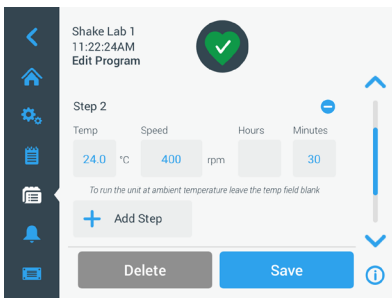 Shake Lab 1
11:22:24AM
Edit Program
Step 2
Temp Speed Hours Minutes
24.0 °C 400 rpm 30
To run the unit at ambient temperature leave the temp field blank
Add Step
Delete Save